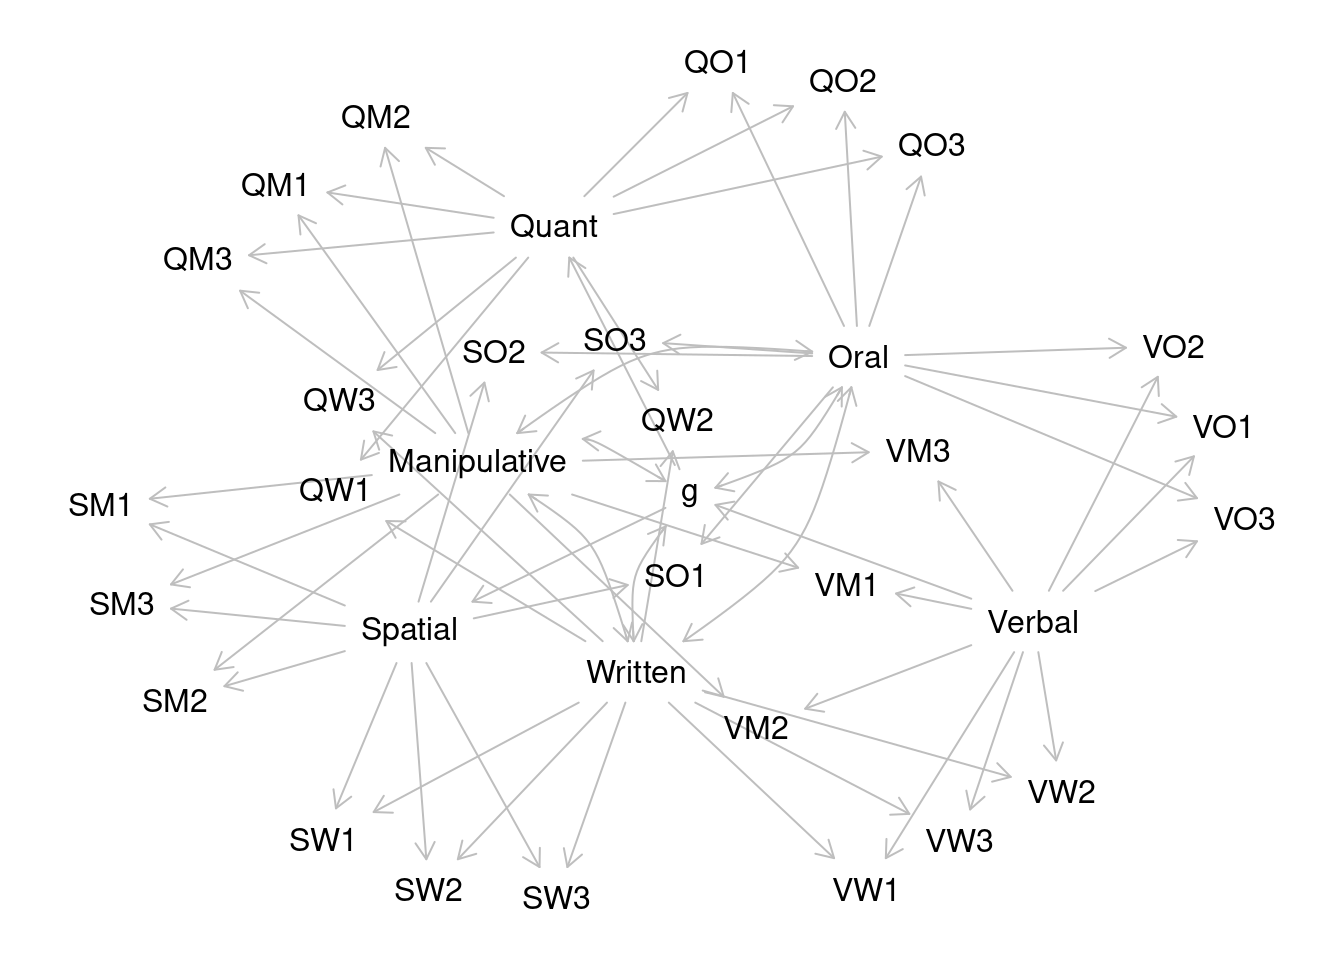 QO1
QO2
QM2
QO3
QM1
Quant
QM3
SO3
SO2
Oral
VO2
QW3
QW2
VO1
Manipulative
VM3
QW1
g
SM1
VO3
SO1
VM1
SM3
Spatial
Verbal
Written
SM2
VM2
VW2
SW1
VW3
SW2
SW3
VW1